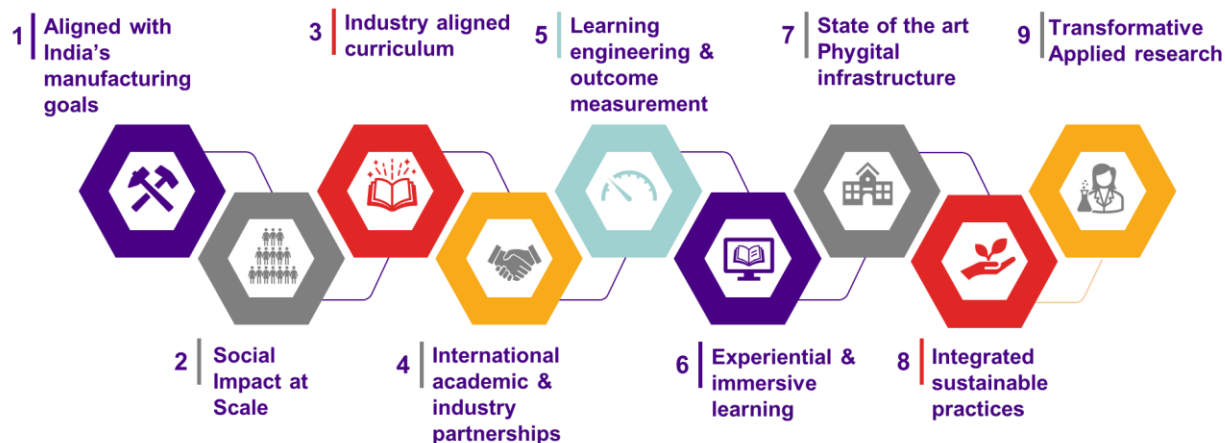 1 Aligned with
India’s
manufacturing
goals
2 Social
Impact at
Scale
3 Industry aligned
curriculum
4 International
academic &
industry
partnerships
5 Learning
engineering &
outcome
measurement
6 Experiential &
immersive
learning
7 State of the art
Phygital
infrastructure
8 Integrated
sustainable
practices
9 Transformative
Applied research